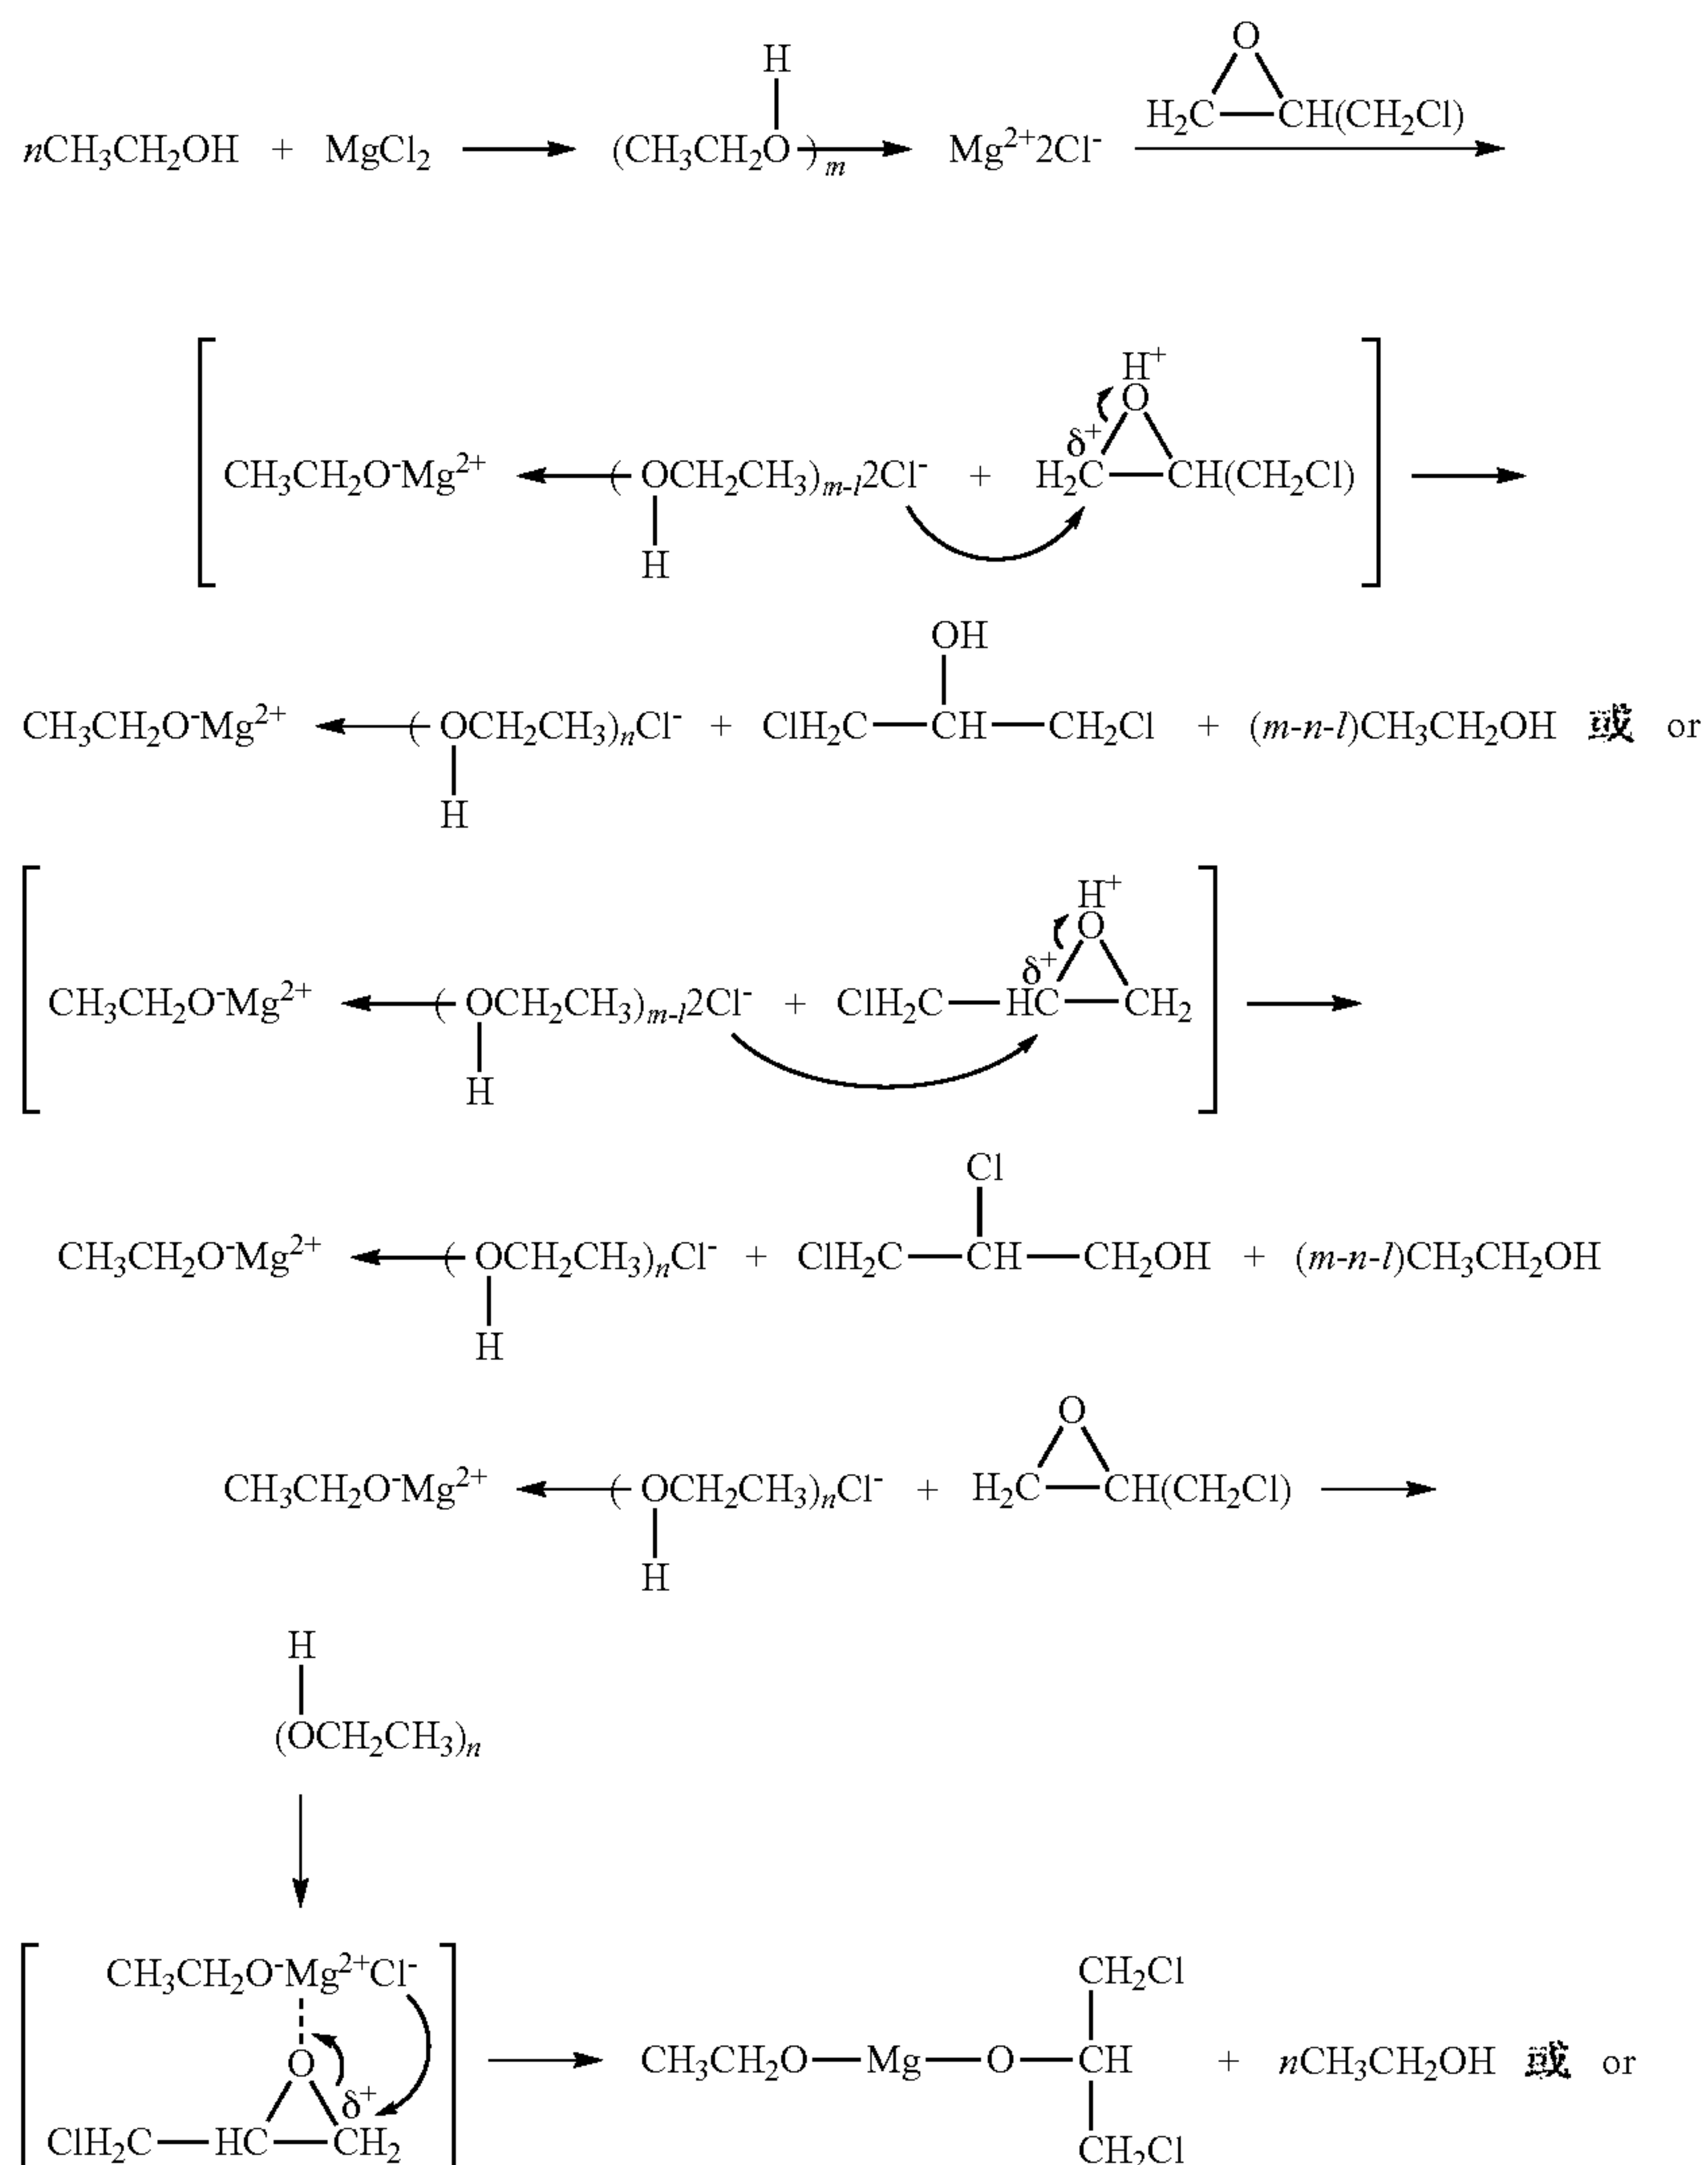 O
H
H₂C CH(CH₂Cl)
nCH₃CH₂OH + MgCl₂ → (CH₃CH₂O)ₘ → Mg²⁺2Cl⁻ →
H⁺
O
δ⁺
CH₃CH₂O⁻Mg²⁺ ← (OCH₂CH₃)ₘ₋ₗ2Cl⁻ + H₂C CH(CH₂Cl) →
H
OH
CH₃CH₂O⁻Mg²⁺ ← (OCH₂CH₃)ₙCl⁻ + ClH₂C—CH—CH₂Cl + (m-n-l)CH₃CH₂OH 或 or
H
H⁺
O
δ⁺
CH₃CH₂O⁻Mg²⁺ ← (OCH₂CH₃)ₘ₋ₗ2Cl⁻ + ClH₂C—HC CH₂ →
H
Cl
CH₃CH₂O⁻Mg²⁺ ← (OCH₂CH₃)ₙCl⁻ + ClH₂C—CH—CH₂OH + (m-n-l)CH₃CH₂OH
H
O
CH₃CH₂O⁻Mg²⁺ ← (OCH₂CH₃)ₙCl⁻ + H₂C CH(CH₂Cl) →
H
H
(OCH₂CH₃)ₙ
CH₃CH₂O⁻Mg²⁺Cl⁻ CH₂Cl
O → CH₃CH₂O—Mg—O—CH + nCH₃CH₂OH 或 or
δ⁺
ClH₂C—HC—CH₂ CH₂Cl